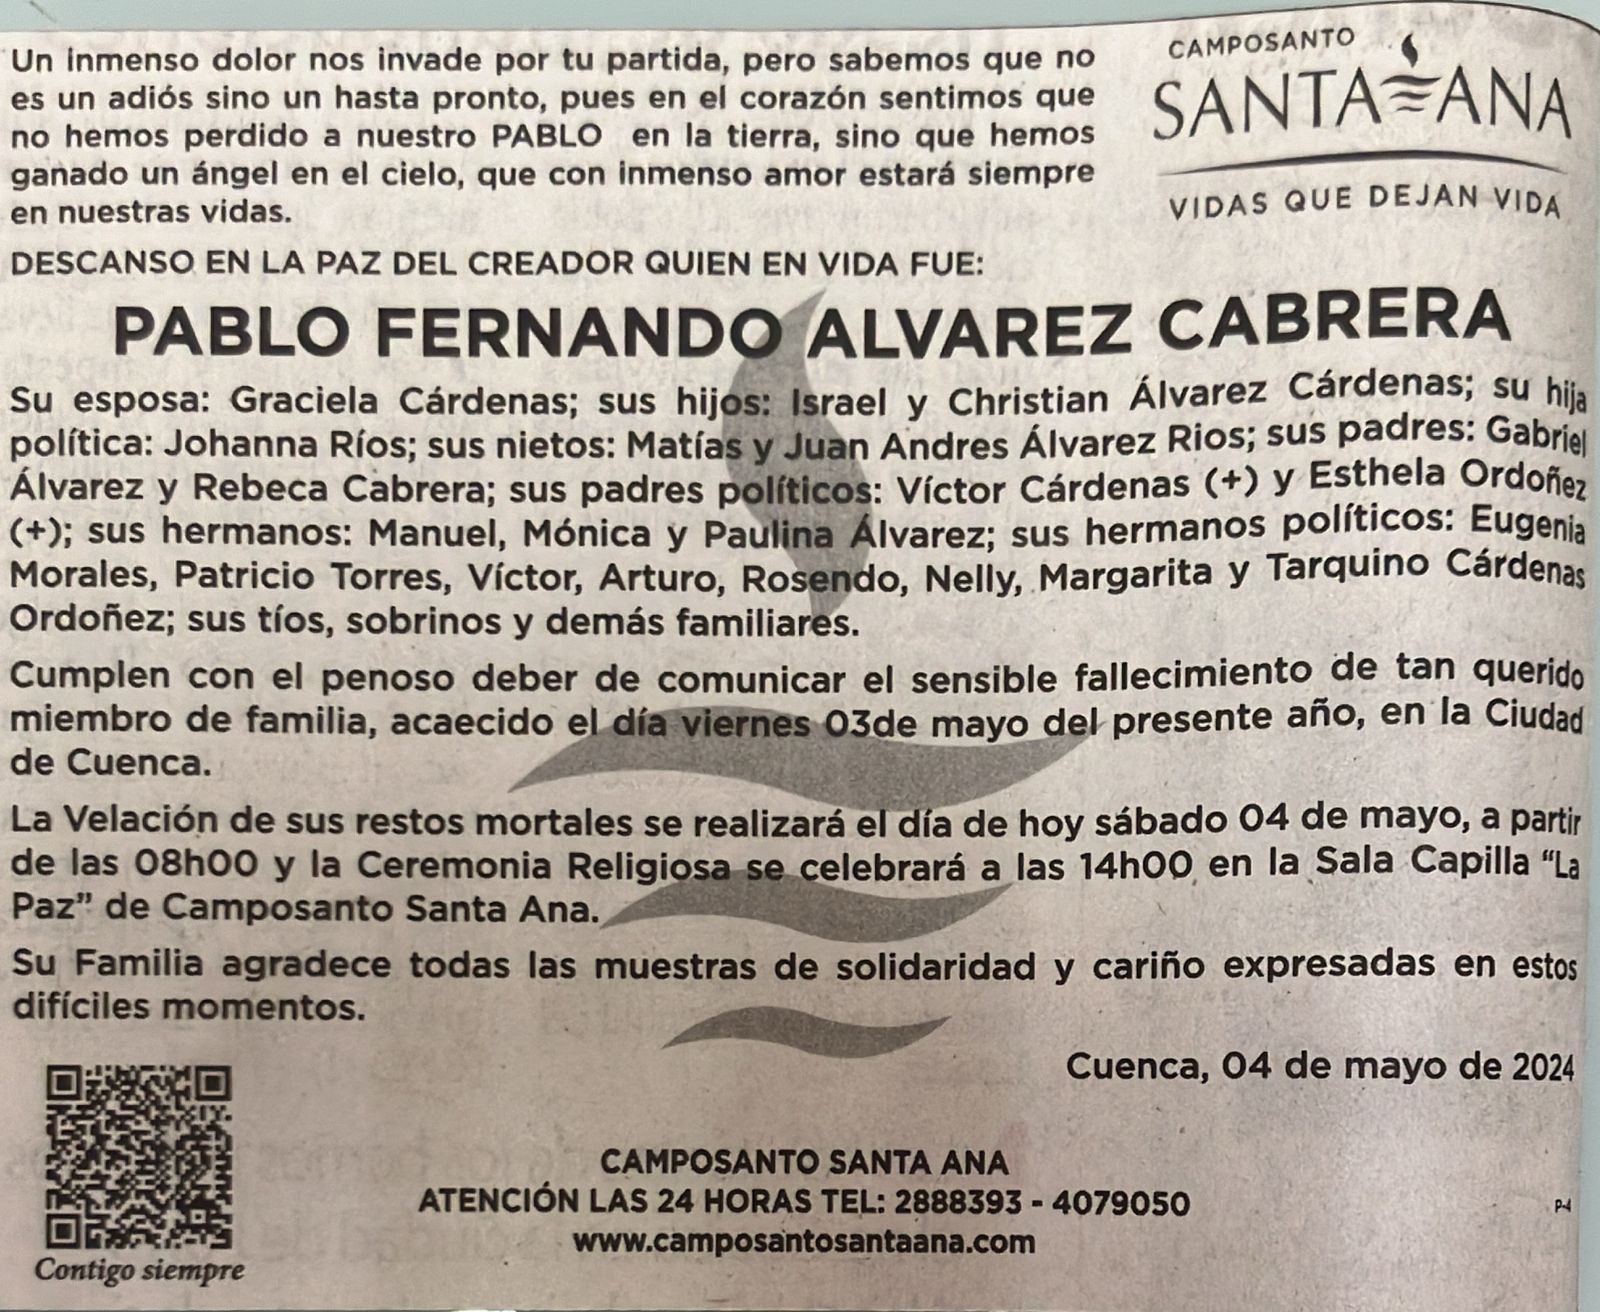 Un inmenso dolor nos invade por tu partida, pero sabemos que no
es un adiós sino un hasta pronto, pues en el corazón sentimos que
no hemos perdido a nuestro PABLO en la tierra, sino que hemos
ganado un ángel en el cielo, que con inmenso amor estará siempre
en nuestras vidas.
CAMPOSANTO
SANTA ANA
VIDAS QUE DEJAN VIDA
DESCANSO EN LA PAZ DEL CREADOR QUIEN EN VIDA FUE:
PABLO FERNANDO ALVAREZ CABRERA
Su esposa: Graciela Cárdenas; sus hijos: Israel y Christian Álvarez Cárdenas; su hija
política: Johanna Ríos; sus nietos: Matías y Juan Andres Álvarez Rios; sus padres: Gabriel
Álvarez y Rebeca Cabrera; sus padres políticos: Víctor Cárdenas (+) y Esthela Ordoñez
(+); sus hermanos: Manuel, Mónica y Paulina Álvarez; sus hermanos políticos: Eugenia
Morales, Patricio Torres, Víctor, Arturo, Rosendo, Nelly, Margarita y Tarquino Cárdenas
Ordoñez; sus tíos, sobrinos y demás familiares.
Cumplen con el penoso deber de comunicar el sensible fallecimiento de tan querido
miembro de familia, acaecido el día viernes 03de mayo del presente año, en la Ciudad
de Cuenca.
La Velación de sus restos mortales se realizará el día de hoy sábado 04 de mayo, a partir
de las 08h00 y la Ceremonia Religiosa se celebrará a las 14h00 en la Sala Capilla “La
Paz” de Camposanto Santa Ana.
Su Familia agradece todas las muestras de solidaridad y cariño expresadas en estos
difíciles momentos.
Cuenca, 04 de mayo de 2024
CAMPOSANTO SANTA ANA
ATENCIÓN LAS 24 HORAS TEL: 2888393 - 4079050
www.camposantosantaana.com
P-4
Contigo siempre